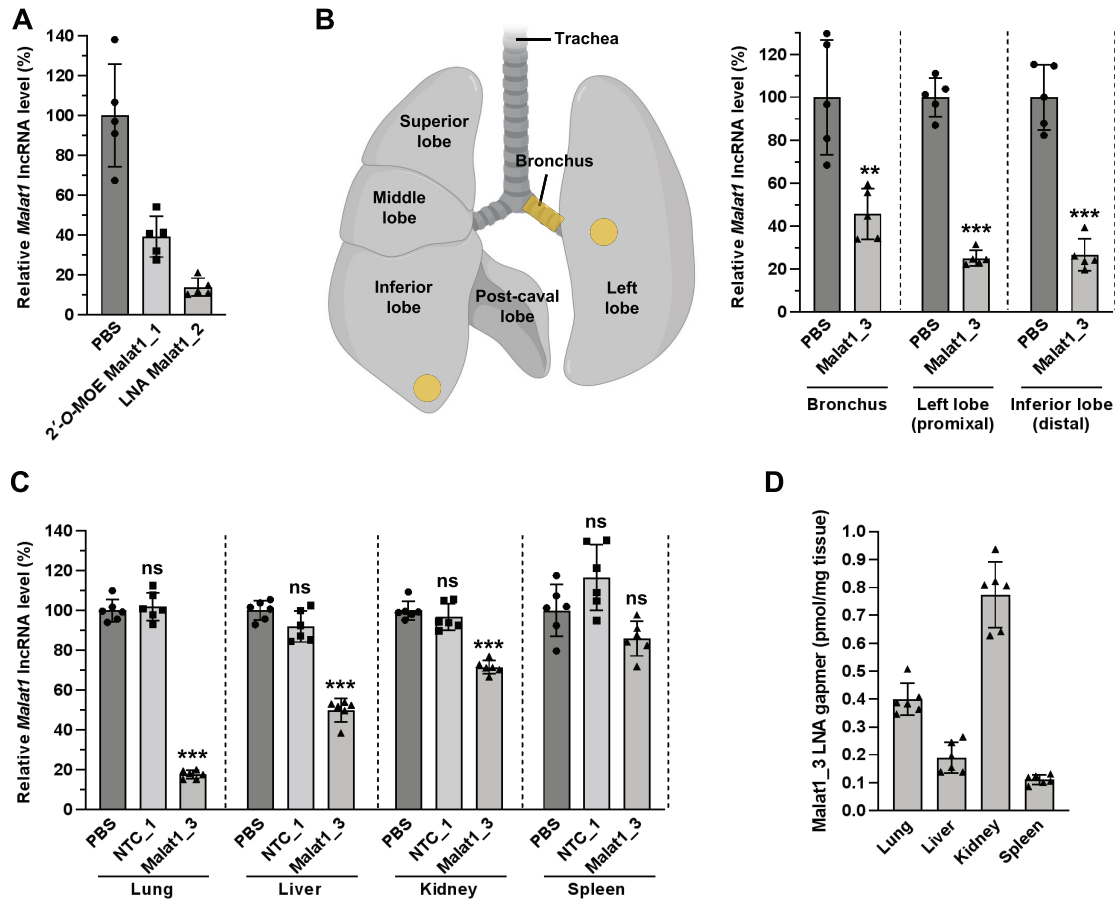 A
Relative Malat1 lncRNA level (%)
140
120
100
80
60
40
20
0
PBS
2′-O-MOE Malat1_1
LNA Malat1_2
B
Trachea
Superior
lobe
Bronchus
Middle
lobe
Inferior
lobe
Post-caval
lobe
Left
lobe
Relative Malat1 lncRNA level (%)
120
100
80
60
40
20
0
**
***
***
PBS
Malat1_3
PBS
Malat1_3
PBS
Malat1_3
Bronchus
Left lobe
(promixal)
Inferior lobe
(distal)
C
Relative Malat1 lncRNA level (%)
140
120
100
80
60
40
20
0
ns
***
ns
***
ns
***
ns
ns
PBS
NTC_1
Malat1_3
PBS
NTC_1
Malat1_3
PBS
NTC_1
Malat1_3
PBS
NTC_1
Malat1_3
Lung
Liver
Kidney
Spleen
D
Malat1_3 LNA gapmer (pmol/mg tissue)
1.0
0.9
0.8
0.7
0.6
0.5
0.4
0.3
0.2
0.1
0.0
Lung
Liver
Kidney
Spleen